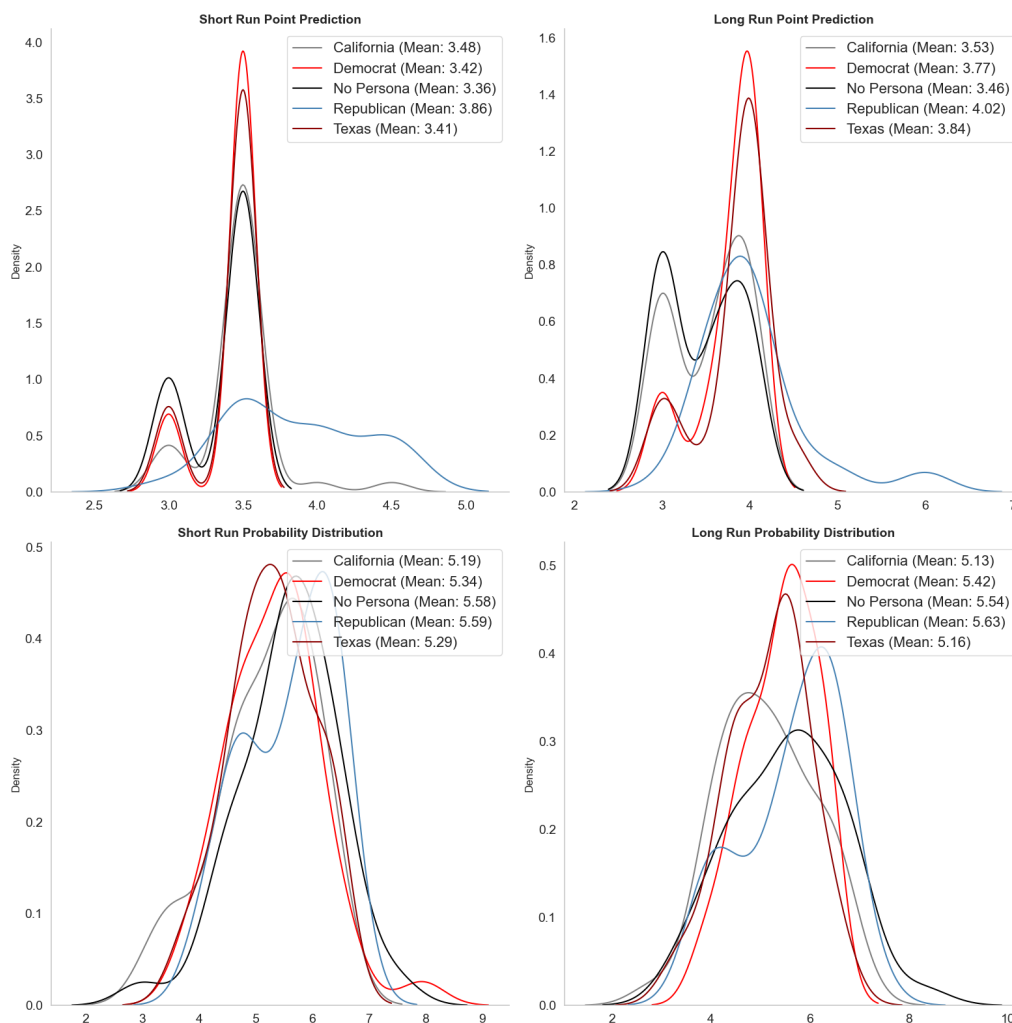 Short Run Point Prediction
California (Mean: 3.48)
Democrat (Mean: 3.42)
No Persona (Mean: 3.36)
Republican (Mean: 3.86)
Texas (Mean: 3.41)
Density
4.0
3.5
3.0
2.5
2.0
1.5
1.0
0.5
0.0
2.5 3.0 3.5 4.0 4.5 5.0
Long Run Point Prediction
California (Mean: 3.53)
Democrat (Mean: 3.77)
No Persona (Mean: 3.46)
Republican (Mean: 4.02)
Texas (Mean: 3.84)
Density
1.6
1.4
1.2
1.0
0.8
0.6
0.4
0.2
0.0
2 3 4 5 6 7
Short Run Probability Distribution
California (Mean: 5.19)
Democrat (Mean: 5.34)
No Persona (Mean: 5.58)
Republican (Mean: 5.59)
Texas (Mean: 5.29)
Density
0.5
0.4
0.3
0.2
0.1
0.0
2 3 4 5 6 7 8 9
Long Run Probability Distribution
California (Mean: 5.13)
Democrat (Mean: 5.42)
No Persona (Mean: 5.54)
Republican (Mean: 5.63)
Texas (Mean: 5.16)
Density
0.5
0.4
0.3
0.2
0.1
0.0
2 4 6 8 10